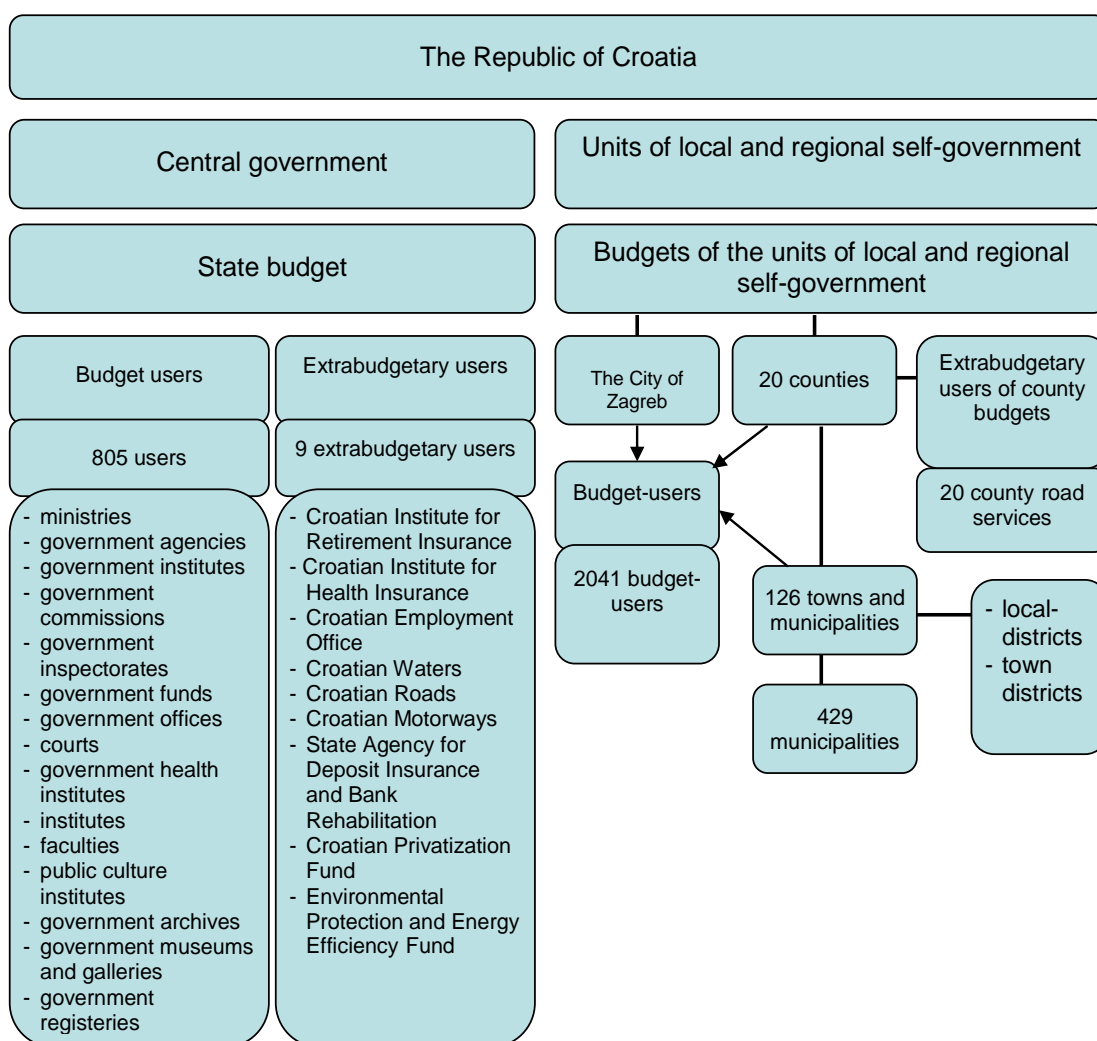 The Republic of Croatia
Central government
Units of local and regional self-government
State budget
Budgets of the units of local and regional
self-government
Budget users
Extrabudgetary users
805 users
9 extrabudgetary users
- ministries
- government agencies
- government institutes
- government
commissions
- government
inspectorates
- government funds
- government offices
- courts
- government health
institutes
- institutes
- faculties
- public culture
institutes
- government archives
- government museums
and galleries
- government
registeries
- Croatian Institute for
Retirement Insurance
- Croatian Institute for
Health Insurance
- Croatian Employment
Office
- Croatian Waters
- Croatian Roads
- Croatian Motorways
- State Agency for
Deposit Insurance
and Bank
Rehabilitation
- Croatian Privatization
Fund
- Environmental
Protection and Energy
Efficiency Fund
The City of
Zagreb
20 counties
Extrabudgetary
users of county
budgets
20 county road
services
Budget-users
2041 budget-
users
126 towns and
municipalities
- local-
districts
- town
districts
429
municipalities